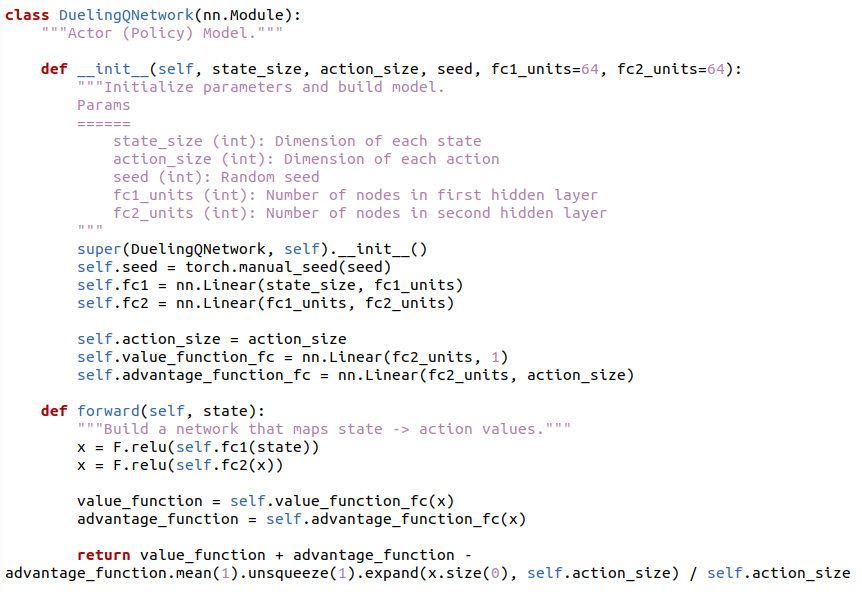 class DuelingQNetwork(nn.Module):
    """Actor (Policy) Model."""

    def __init__(self, state_size, action_size, seed, fc1_units=64, fc2_units=64):
        """Initialize parameters and build model.
        Params
        ======
            state_size (int): Dimension of each state
            action_size (int): Dimension of each action
            seed (int): Random seed
            fc1_units (int): Number of nodes in first hidden layer
            fc2_units (int): Number of nodes in second hidden layer
        """
        super(DuelingQNetwork, self).__init__()
        self.seed = torch.manual_seed(seed)
        self.fc1 = nn.Linear(state_size, fc1_units)
        self.fc2 = nn.Linear(fc1_units, fc2_units)

        self.action_size = action_size
        self.value_function_fc = nn.Linear(fc2_units, 1)
        self.advantage_function_fc = nn.Linear(fc2_units, action_size)

    def forward(self, state):
        """Build a network that maps state -> action values."""
        x = F.relu(self.fc1(state))
        x = F.relu(self.fc2(x))

        value_function = self.value_function_fc(x)
        advantage_function = self.advantage_function_fc(x)

        return value_function + advantage_function -
advantage_function.mean(1).unsqueeze(1).expand(x.size(0), self.action_size) / self.action_size